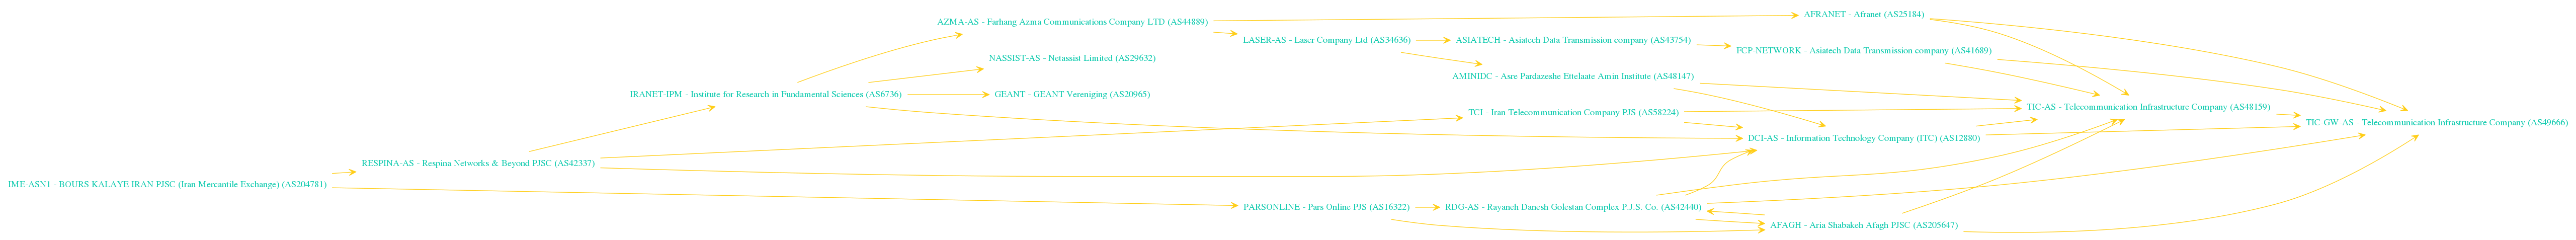 AZMA-AS - Farhang Azma Communications Company LTD (AS44889)
AFRANET - Afranet (AS25184)
LASER-AS - Laser Company Ltd (AS34636)
ASIATECH - Asiatech Data Transmission company (AS43754)
FCP-NETWORK - Asiatech Data Transmission company (AS41689)
NASSIST-AS - Netassist Limited (AS29632)
AMINIDC - Asre Pardazeshe Ettelaate Amin Institute (AS48147)
IRANET-IPM - Institute for Research in Fundamental Sciences (AS6736)
GEANT - GEANT Vereniging (AS20965)
TIC-AS - Telecommunication Infrastructure Company (AS48159)
TCI - Iran Telecommunication Company PJS (AS58224)
TIC-GW-AS - Telecommunication Infrastructure Company (AS49666)
DCI-AS - Information Technology Company (ITC) (AS12880)
RESPINA-AS - Respina Networks & Beyond PJSC (AS42337)
IME-ASN1 - BOURS KALAYE IRAN PJSC (Iran Mercantile Exchange) (AS204781)
PARSONLINE - Pars Online PJS (AS16322)
RDG-AS - Rayaneh Danesh Golestan Complex P.J.S. Co. (AS42440)
AFAGH - Aria Shabakeh Afagh PJSC (AS205647)